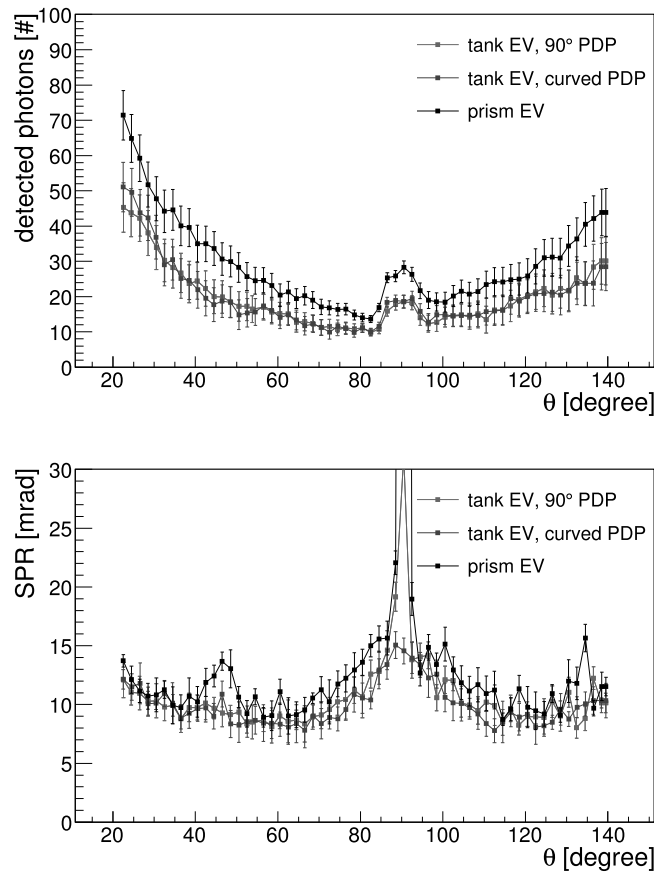 detected photons [#]
100
90
80
70
60
50
40
30
20
10
0
tank EV, 90° PDP
tank EV, curved PDP
prism EV
20 40 60 80 100 120 140
θ [degree]
SPR [mrad]
30
25
20
15
10
5
0
tank EV, 90° PDP
tank EV, curved PDP
prism EV
20 40 60 80 100 120 140
θ [degree]